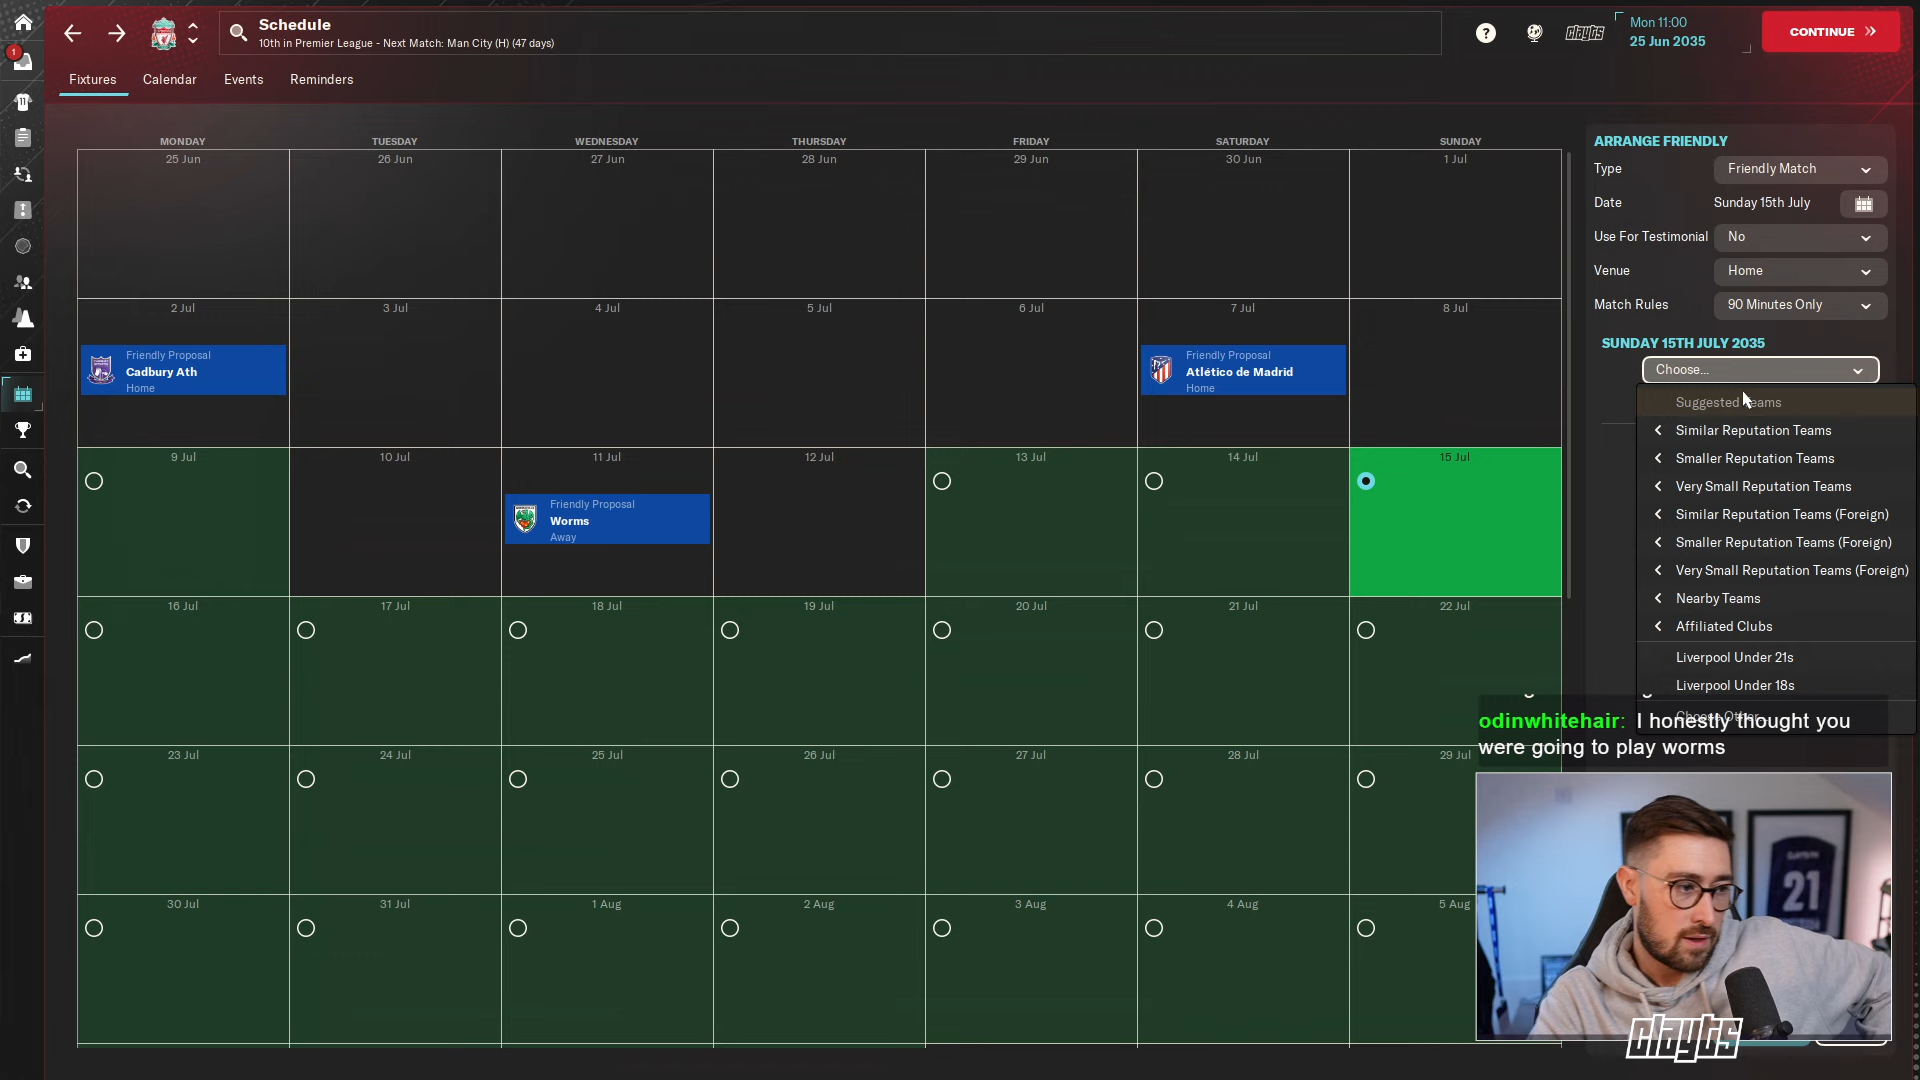 Schedule
10th in Premier League - Next Match: Man City (H) (47 days)
?
clayts
Mon 11:00
25 Jun 2035
CONTINUE
1
Fixtures
Calendar
Events
Reminders
MONDAY
TUESDAY
WEDNESDAY
THURSDAY
FRIDAY
SATURDAY
SUNDAY
25 Jun
26 Jun
27 Jun
28 Jun
29 Jun
30 Jun
1 Jul
2 Jul
3 Jul
4 Jul
5 Jul
6 Jul
7 Jul
8 Jul
Friendly Proposal
Cadbury Ath
Home
Friendly Proposal
Atlético de Madrid
Home
9 Jul
10 Jul
11 Jul
12 Jul
13 Jul
14 Jul
15 Jul
Friendly Proposal
Worms
Away
16 Jul
17 Jul
18 Jul
19 Jul
20 Jul
21 Jul
22 Jul
23 Jul
24 Jul
25 Jul
26 Jul
27 Jul
28 Jul
29 Jul
30 Jul
31 Jul
1 Aug
2 Aug
3 Aug
4 Aug
5 Aug
ARRANGE FRIENDLY
Type
Friendly Match
Date
Sunday 15th July
Use For Testimonial
No
Venue
Home
Match Rules
90 Minutes Only
SUNDAY 15TH JULY 2035
Choose...
Suggested Teams
Similar Reputation Teams
Smaller Reputation Teams
Very Small Reputation Teams
Similar Reputation Teams (Foreign)
Smaller Reputation Teams (Foreign)
Very Small Reputation Teams (Foreign)
Nearby Teams
Affiliated Clubs
Liverpool Under 21s
Liverpool Under 18s
Choose Other...
odinwhitehair: I honestly thought you
were going to play worms
21
clayts